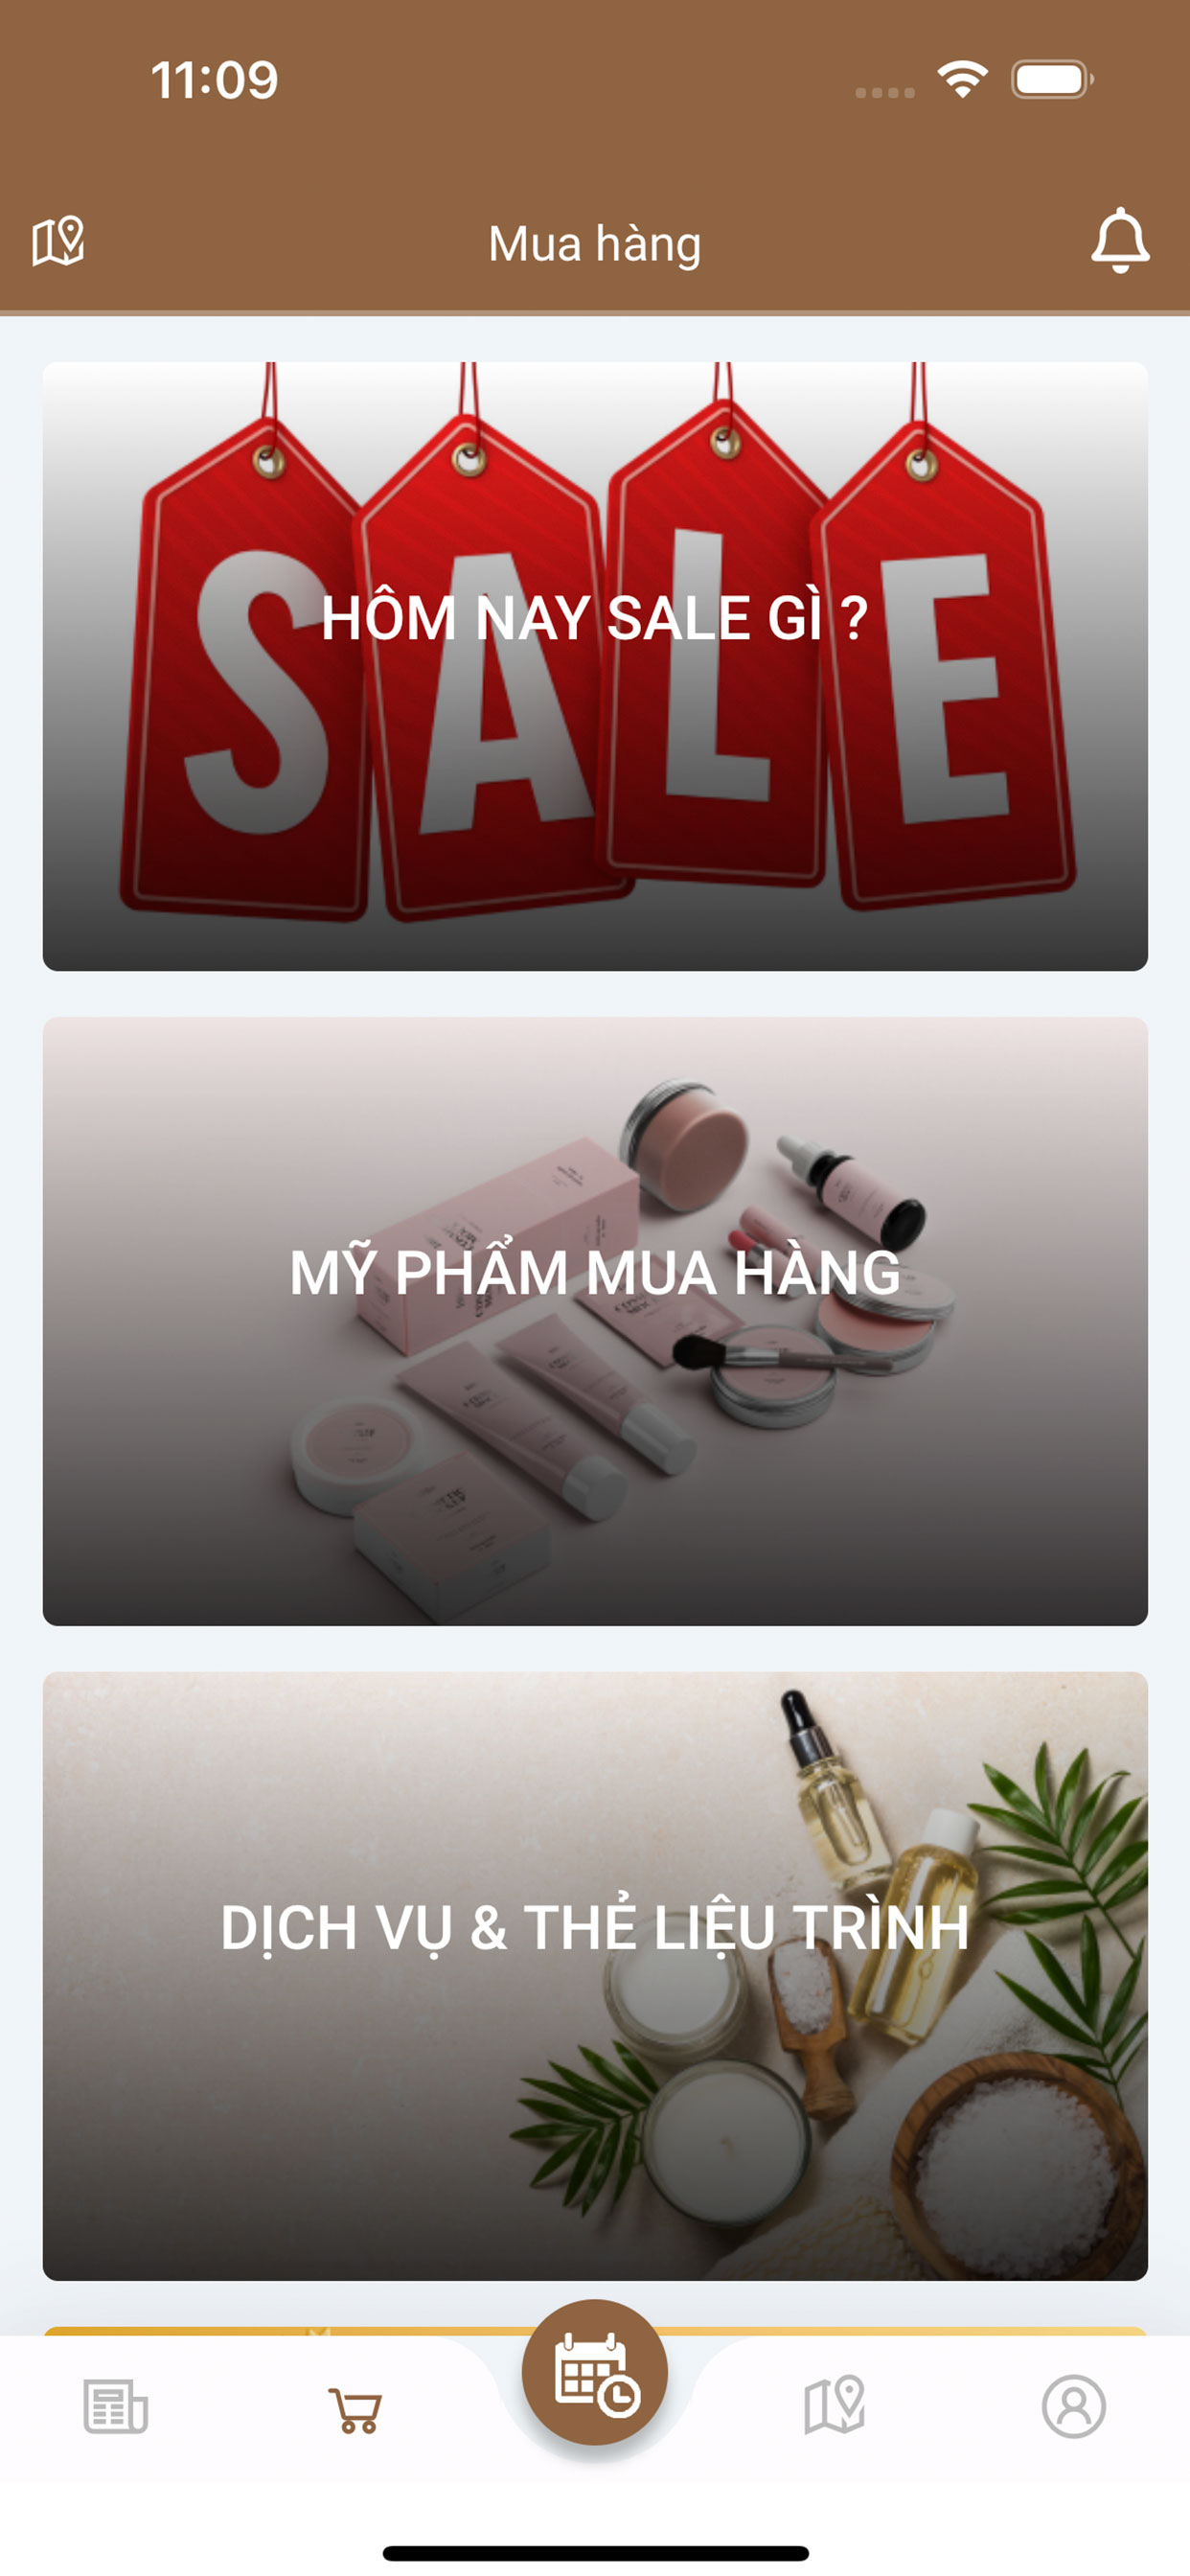 11:09
Mua hàng
SALE
HÔM NAY SALE GÌ ?
MỸ PHẨM MUA HÀNG
DỊCH VỤ & THẺ LIỆU TRÌNH